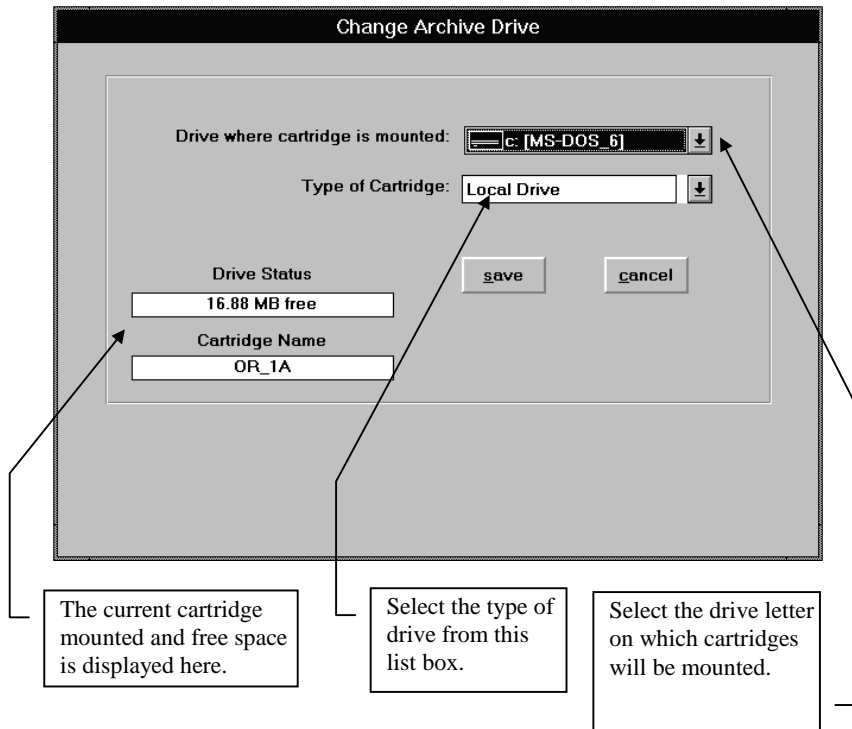 Change Archive Drive
Drive where cartridge is mounted: c: [MS-DOS_6]
Type of Cartridge: Local Drive
Drive Status
16.88 MB free
save cancel
Cartridge Name
OR_1A
The current cartridge
mounted and free space
is displayed here.
Select the type of
drive from this
list box.
Select the drive letter
on which cartridges
will be mounted.